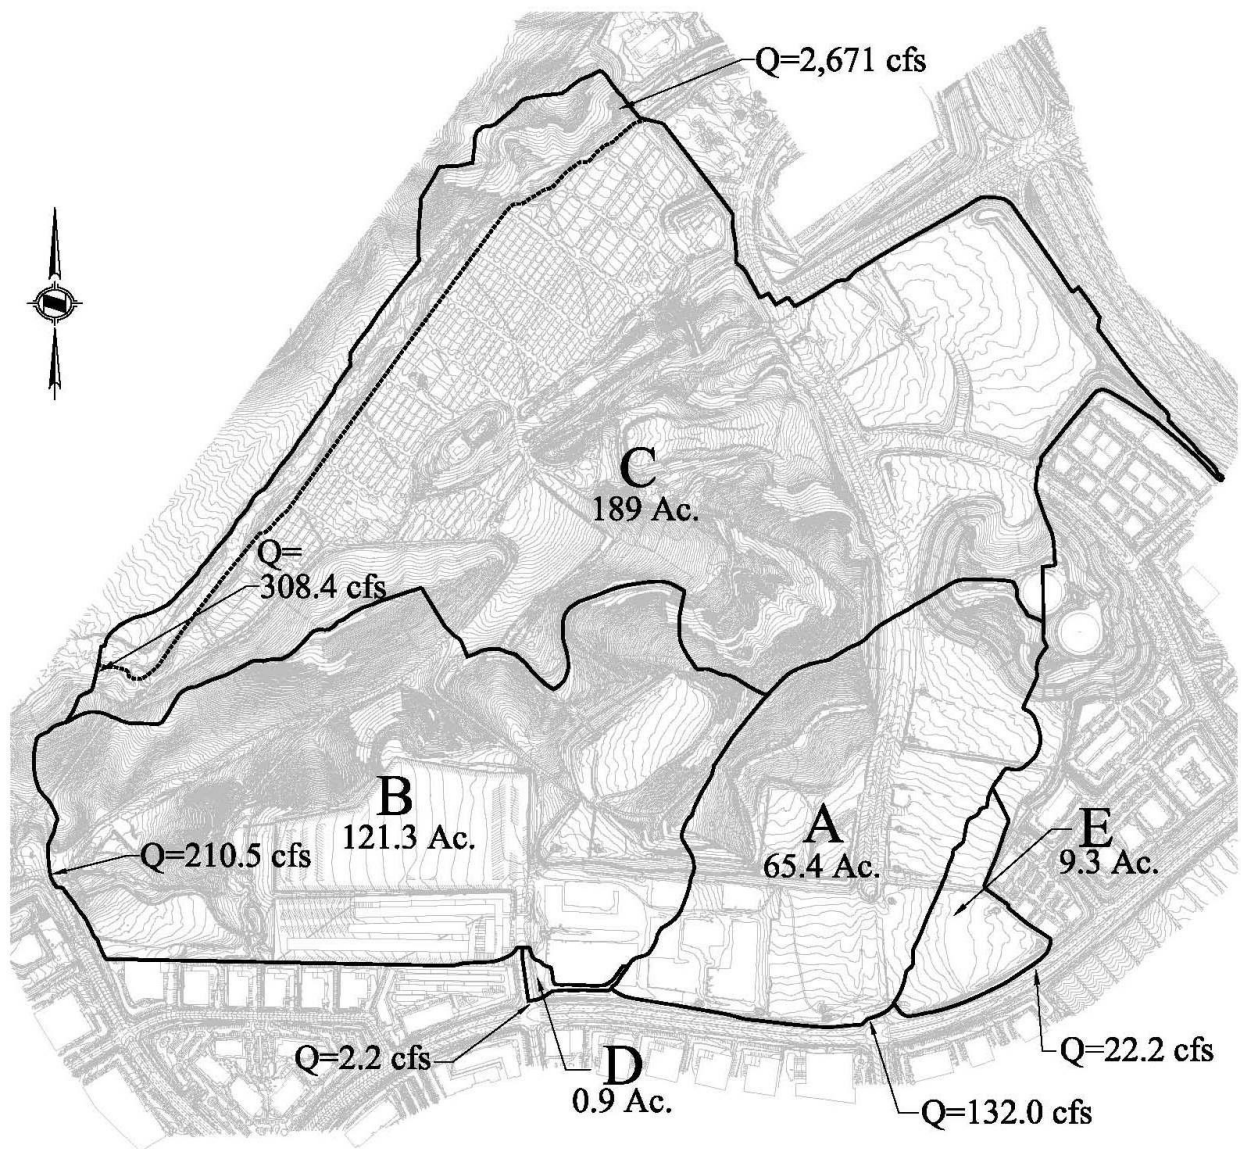 Q=2,671 cfs
C
189 Ac.
Q=
308.4 cfs
B
121.3 Ac.
A
65.4 Ac.
E
9.3 Ac.
Q=210.5 cfs
Q=2.2 cfs
D
0.9 Ac.
Q=22.2 cfs
Q=132.0 cfs